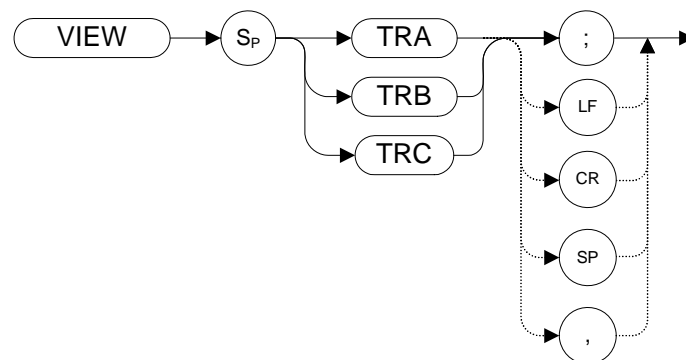 VIEW SP TRA ;
TRB LF
TRC
CR
SP
,